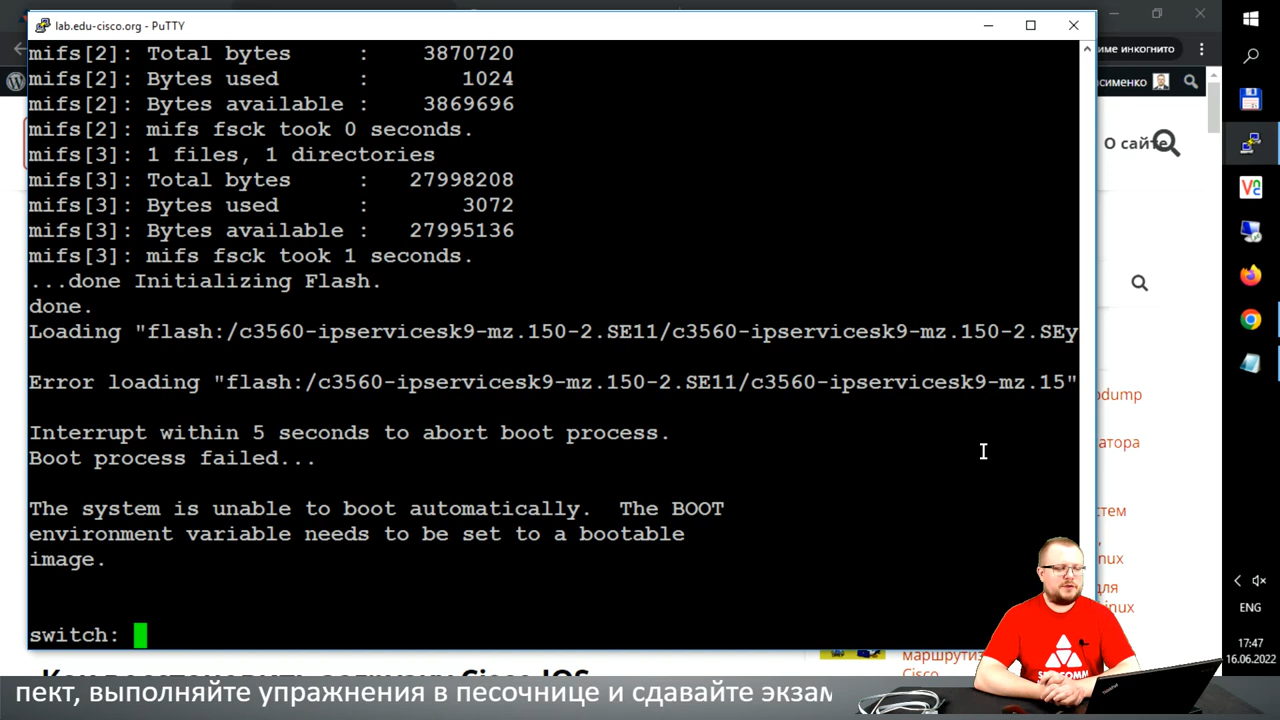 lab.edu-cisco.org - PuTTY
mifs[2]: Total bytes : 3870720
mifs[2]: Bytes used : 1024
mifs[2]: Bytes available : 3869696
mifs[2]: mifs fsck took 0 seconds.
mifs[3]: 1 files, 1 directories
mifs[3]: Total bytes : 27998208
mifs[3]: Bytes used : 3072
mifs[3]: Bytes available : 27995136
mifs[3]: mifs fsck took 1 seconds.
...done Initializing Flash.
done.
Loading "flash:/c3560-ipservicesk9-mz.150-2.SE11/c3560-ipservicesk9-mz.150-2.SEy
Error loading "flash:/c3560-ipservicesk9-mz.150-2.SE11/c3560-ipservicesk9-mz.15"
Interrupt within 5 seconds to abort boot process.
Boot process failed...
The system is unable to boot automatically. The BOOT
environment variable needs to be set to a bootable
image.
switch:
име инкогнито
сименко
О сайте
odump
атора
стем
nux
для
inux
маршрутиз
Cisco
ENG
17:47
16.06.2022
пект, выполняйте упражнения в песочнице и сдавайте экзам